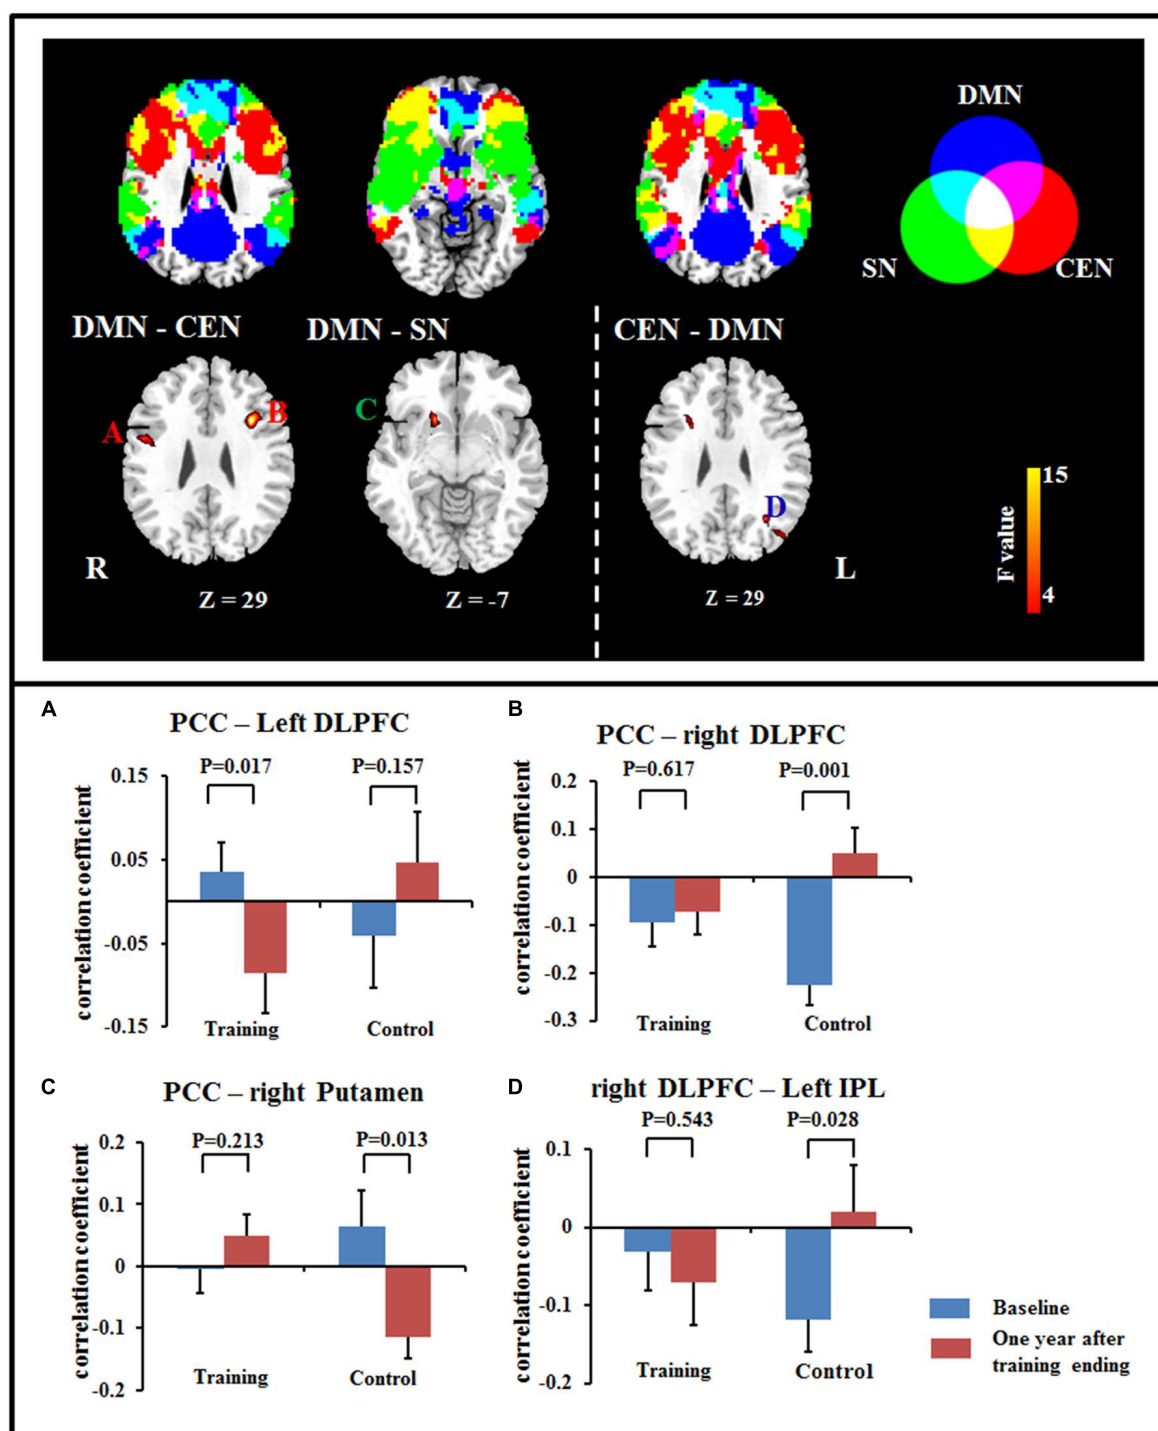 DMN
SN
CEN
DMN - CEN
DMN - SN
CEN - DMN
A
B
C
D
15
F value
4
R
L
Z = 29
Z = -7
Z = 29
A
PCC – Left DLPFC
P=0.017
P=0.157
correlation coefficient
0.15
0.05
-0.05
-0.15
Training
Control
B
PCC – right DLPFC
P=0.617
P=0.001
correlation coefficient
0.2
0.1
0
-0.1
-0.2
-0.3
Training
Control
C
PCC – right Putamen
P=0.213
P=0.013
correlation coefficient
0.2
0.1
0
-0.1
-0.2
Training
Control
D
right DLPFC – Left IPL
P=0.543
P=0.028
correlation coefficient
0.1
0
-0.1
-0.2
Training
Control
Baseline
One year after
training ending